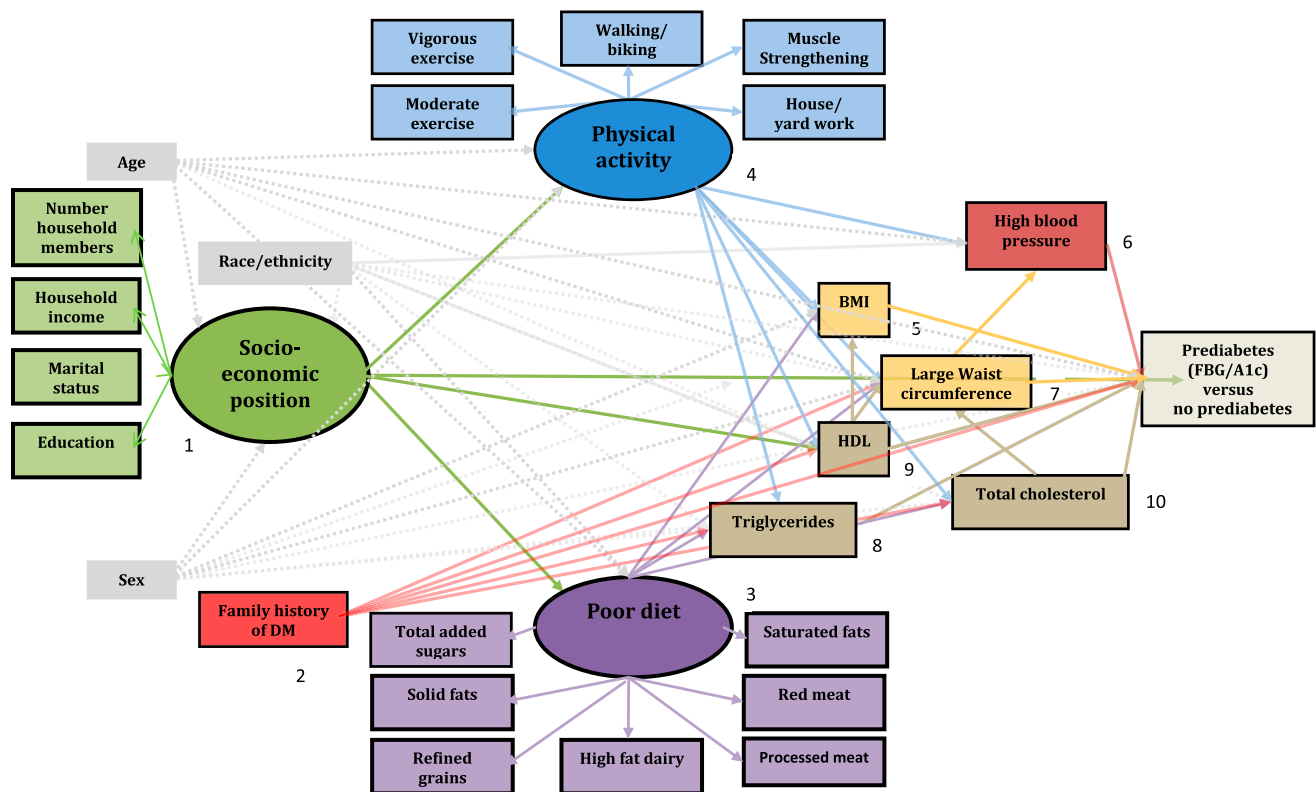 Vigorous
exercise
Walking/
biking
Muscle
Strengthening
Moderate
exercise
House/
yard work
Physical
activity
4
Age
Number
household
members
Race/ethnicity
High blood
pressure
6
Household
income
BMI
5
Socio-
economic
position
Marital
status
Large Waist
circumference
7
Prediabetes
(FBG/A1c)
versus
no prediabetes
Education
1
HDL
9
Triglycerides
8
Total cholesterol
10
Sex
Family history
of DM
2
Poor diet
3
Total added
sugars
Saturated fats
Solid fats
Red meat
Refined
grains
High fat dairy
Processed meat